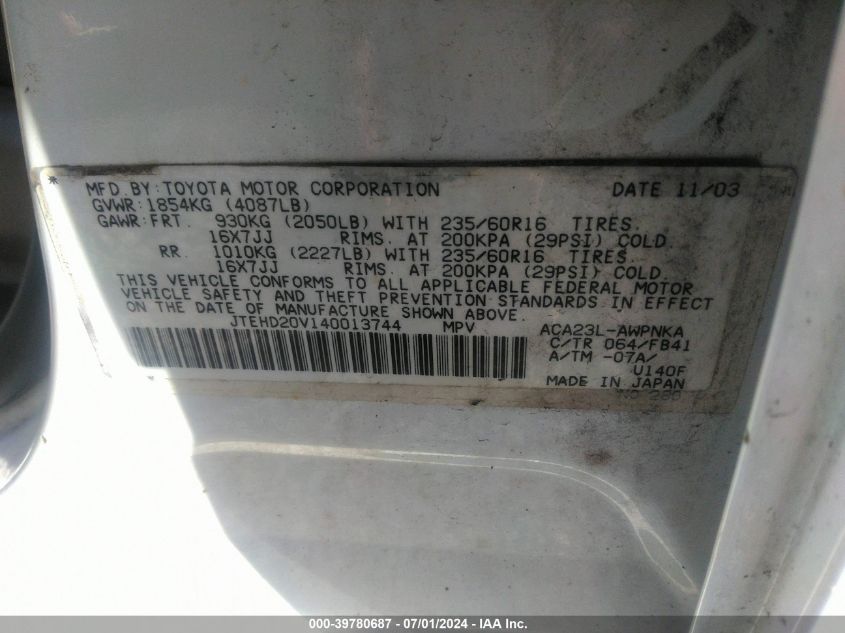 MFD.BY:TOYOTA MOTOR CORPORATION DATE 11/03
GVWR:1854KG (4087LB)
GAWR:FRT. 930KG (2050LB) WITH 235/60R16 TIRES.
16X7JJ RIMS. AT 200KPA (29PSI) COLD.
RR. 1010KG (2227LB) WITH 235/60R16 TIRES.
16X7JJ RIMS. AT 200KPA (29PSI) COLD.
THIS VEHICLE CONFORMS TO ALL APPLICABLE FEDERAL MOTOR
VEHICLE SAFETY AND THEFT PREVENTION STANDARDS IN EFFECT
ON THE DATE OF MANUFACTURE SHOWN ABOVE.
JTEHD20V140013744 MPV ACA23L-AWPNKA
C/TR 064/FB41
A/TM -07A/
U140F
MADE IN JAPAN
000-39780687 - 07/01/2024 - IAA Inc.